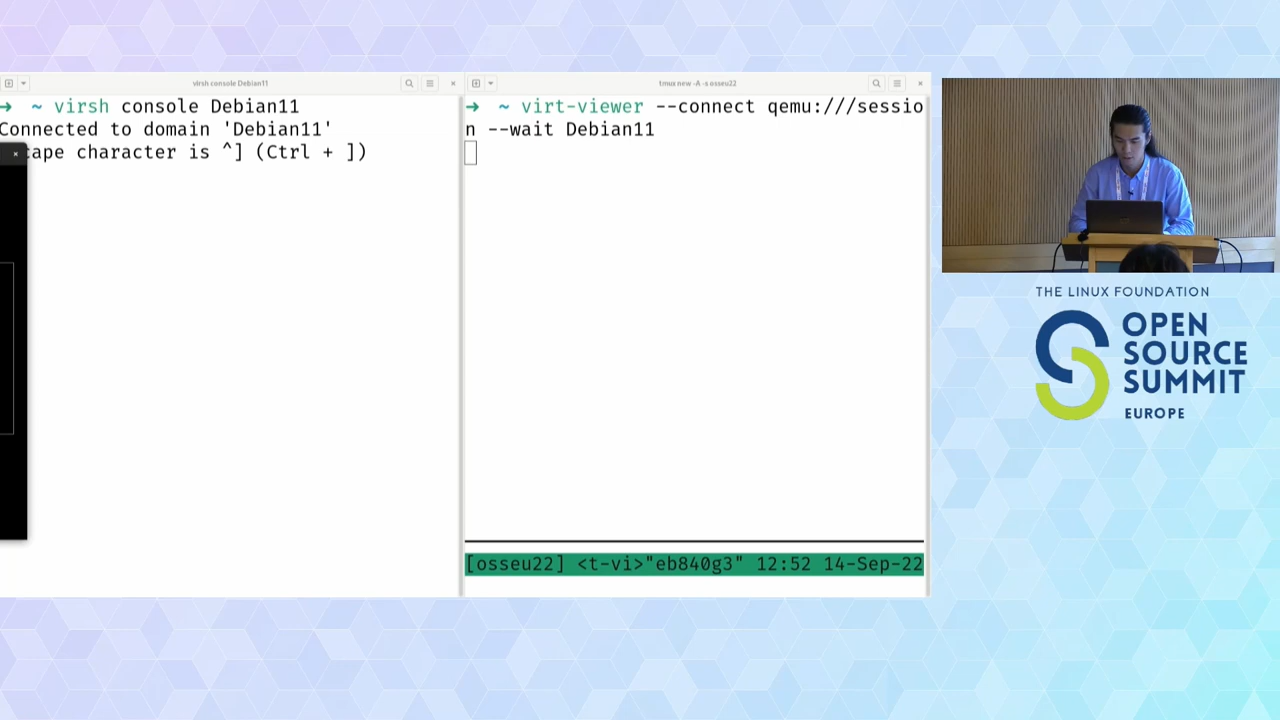 virsh console Debian11
➜ ~ virsh console Debian11
Connected to domain 'Debian11'
cape character is ^] (Ctrl + ])
tmux new -A -s osseu22
➜ ~ virt-viewer --connect qemu:///sessio
n --wait Debian11
[osseu22] <t-vi>"eb840g3" 12:52 14-Sep-22
THE LINUX FOUNDATION
OPEN
SOURCE
SUMMIT
EUROPE